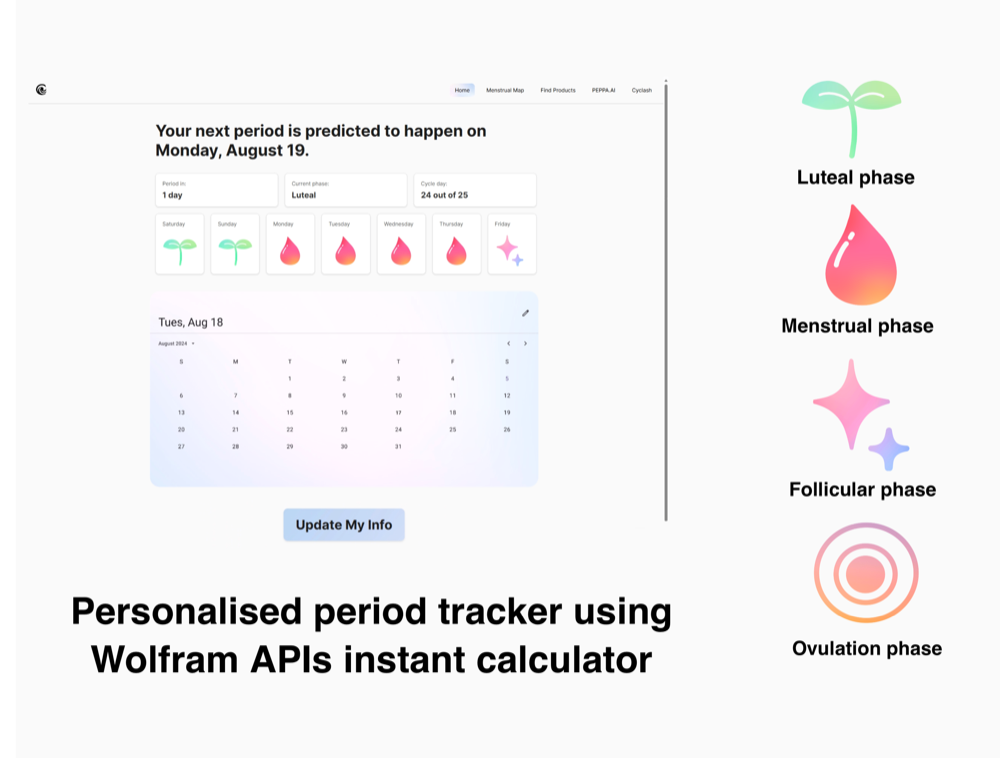 Home Menstrual Map Find Products PEPPA.AI Cyclash
Your next period is predicted to happen on
Monday, August 19.
Period in:
1 day
Current phase:
Luteal
Cycle day:
24 out of 25
Saturday Sunday Monday Tuesday Wednesday Thursday Friday
Tues, Aug 18
August 2024
S M T W T F S
1 2 3 4 5
6 7 8 9 10 11 12
13 14 15 16 17 18 19
20 21 22 23 24 25 26
27 28 29 30 31
Update My Info
Personalised period tracker using
Wolfram APIs instant calculator
Luteal phase
Menstrual phase
Follicular phase
Ovulation phase